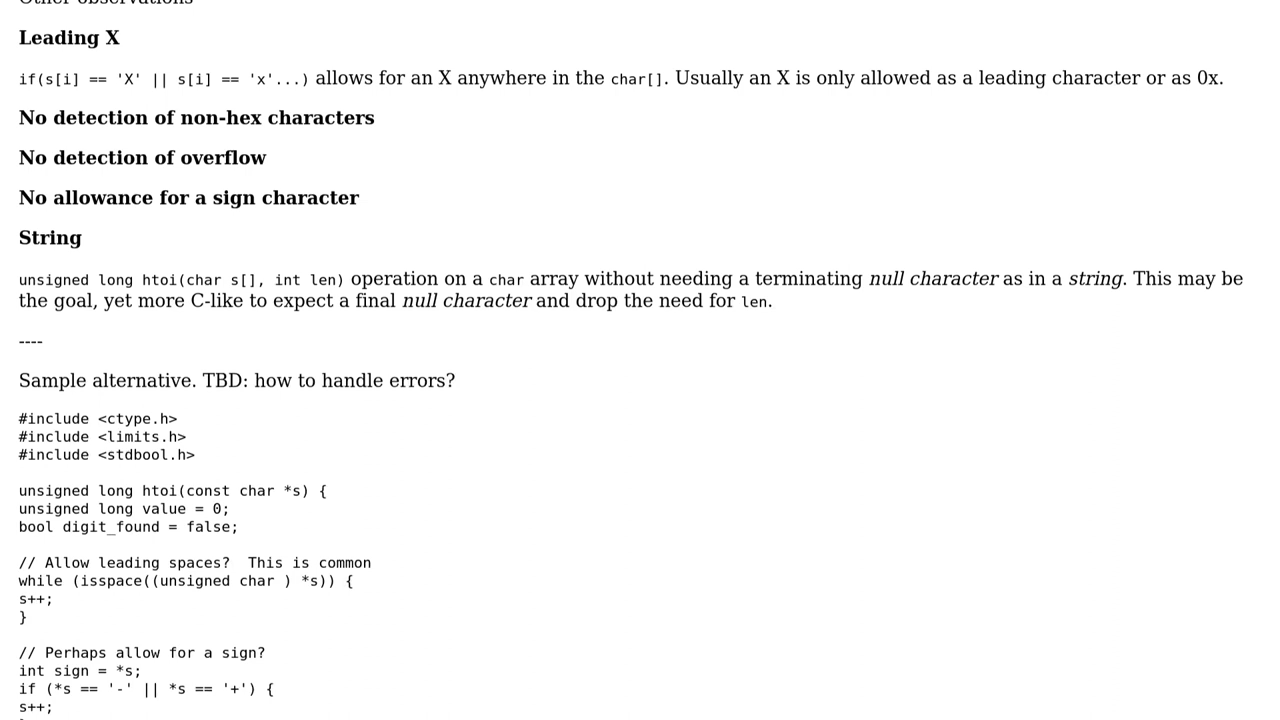 Other observations
Leading X
if(s[i] == 'X' || s[i] == 'x'...) allows for an X anywhere in the char[]. Usually an X is only allowed as a leading character or as 0x.
No detection of non-hex characters
No detection of overflow
No allowance for a sign character
String
unsigned long htoi(char s[], int len) operation on a char array without needing a terminating null character as in a string. This may be
the goal, yet more C-like to expect a final null character and drop the need for len.
----
Sample alternative. TBD: how to handle errors?
#include <ctype.h>
#include <limits.h>
#include <stdbool.h>
unsigned long htoi(const char *s) {
unsigned long value = 0;
bool digit_found = false;
// Allow leading spaces?  This is common
while (isspace((unsigned char ) *s)) {
s++;
}
// Perhaps allow for a sign?
int sign = *s;
if (*s == '-' || *s == '+') {
s++;